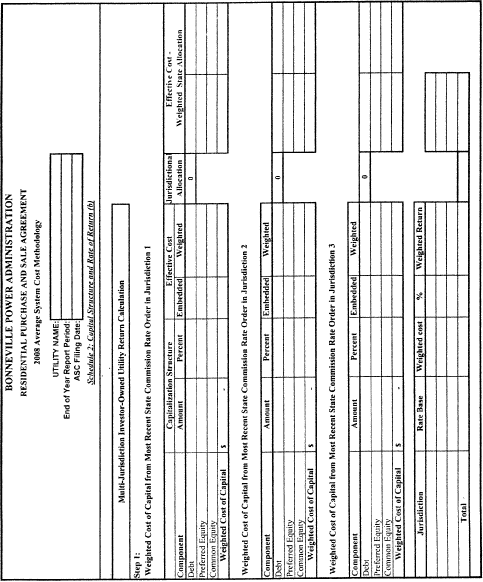 BONNEVILLE POWER ADMINISTRATION
RESIDENTIAL PURCHASE AND SALE AGREEMENT
2008 Average System Cost Methodology
UTILITY NAME:
End of Year Report Period:
ASC Filing Date:
Schedule 2: Capital Structure and Rate of Return (b)
Multi-Jurisdiction Investor-Owned Utility Return Calculation
Step 1:
Weighted Cost of Capital from Most Recent State Commission Rate Order in Jurisdiction 1
Capitalization Structure Effective Cost Jurisdictional Effective Cost -
Component Amount Percent Embedded Weighted Allocation Weighted State Allocation
Debt 0
Preferred Equity
Common Equity
Weighted Cost of Capital $ -
Weighted Cost of Capital from Most Recent State Commission Rate Order in Jurisdiction 2
Component Amount Percent Embedded Weighted
Debt 0
Preferred Equity
Common Equity
Weighted Cost of Capital $ -
Weighted Cost of Capital from Most Recent State Commission Rate Order in Jurisdiction 3
Component Amount Percent Embedded Weighted
Debt 0
Preferred Equity
Common Equity
Weighted Cost of Capital $ -
Jurisdiction Rate Base Weighted cost % Weighted Return
Total